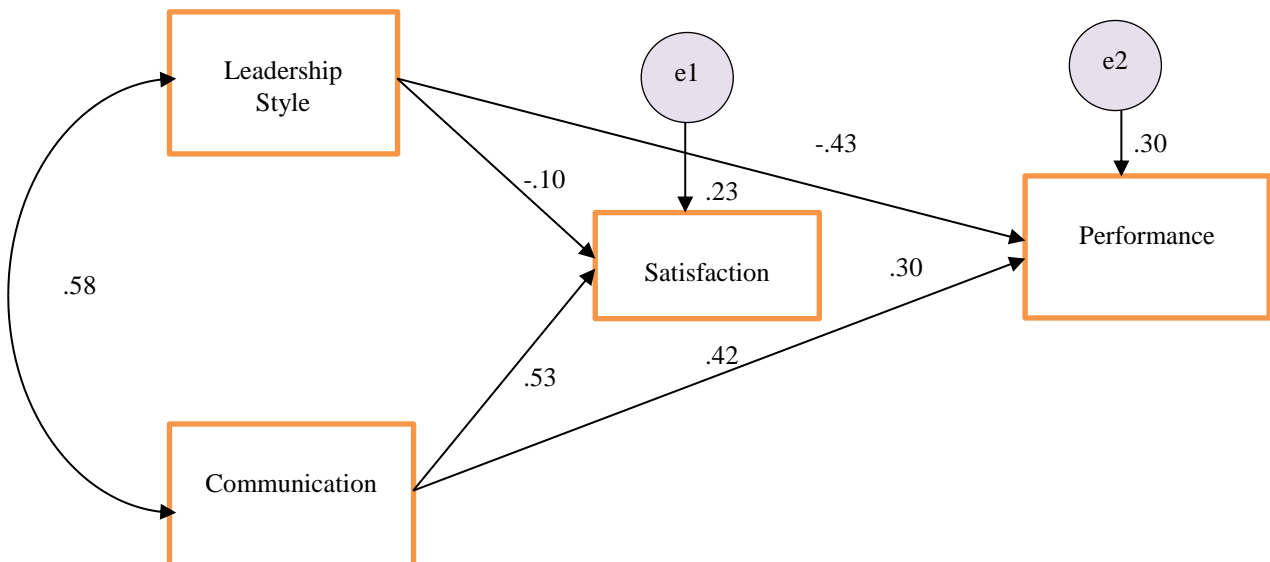 Leadership
Style
e1
e2
-.43
.30
-.10
.23
Performance
Satisfaction
.30
.58
.53
.42
Communication